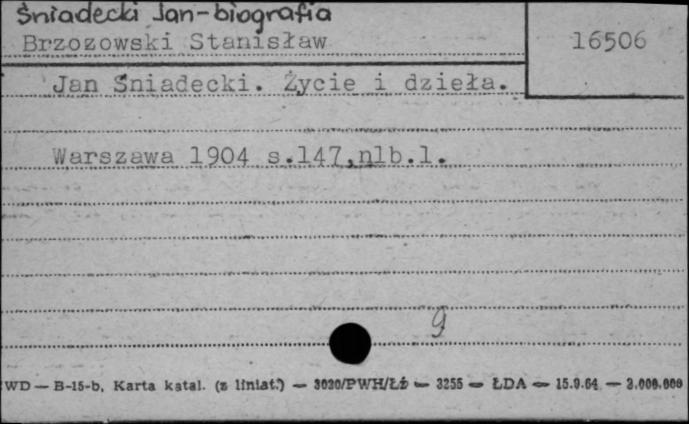 Śniadecki Jan-biografia
Brzozowski Stanisław
16506
Jan Śniadecki. Życie i dzieła.
Warszawa 1904 s.147,nlb.1.
9
WD — B-15-b, Karta katal. (z liniat.) — 3020/PWH/Łź — 3255 — ŁDA — 15.9.64 — 2.000.000